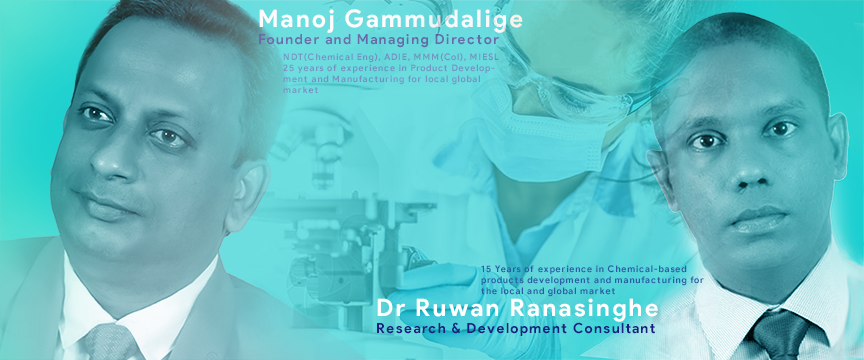 Manoj Gammudalige
Founder and Managing Director
NDT(Chemical Eng), ADIE, MMM(Col), MIESL
25 years of experience in Product Develop-
ment and Manufacturing for local global
market
15 Years of experience in Chemical-based
products development and manufacturing for
the local and global market
Dr Ruwan Ranasinghe
Research & Development Consultant